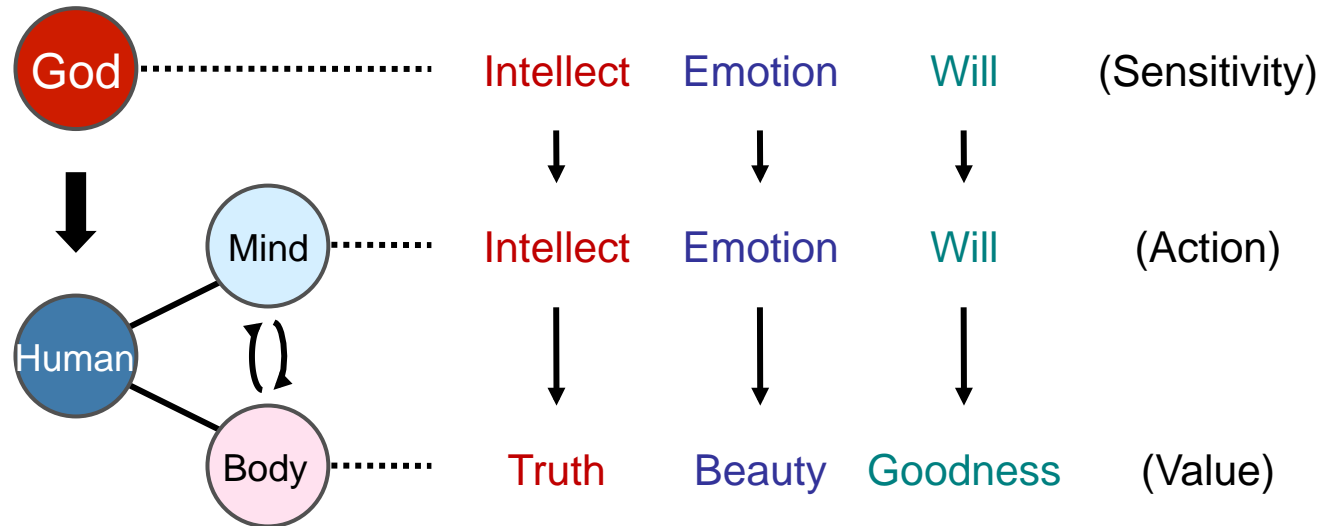 God Intellect Emotion Will (Sensitivity)
Mind Intellect Emotion Will (Action)
Human
Body Truth Beauty Goodness (Value)